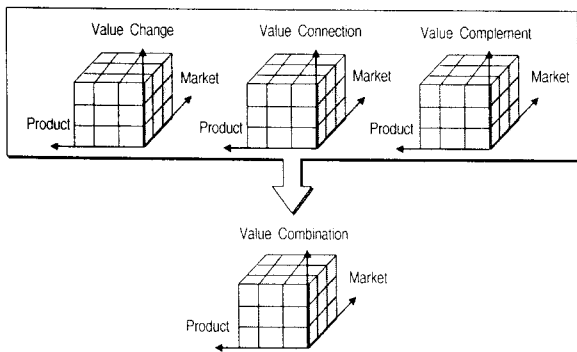 Value Change
Value Connection
Value Complement
Market
Market
Market
Product
Product
Product
Value Combination
Market
Product